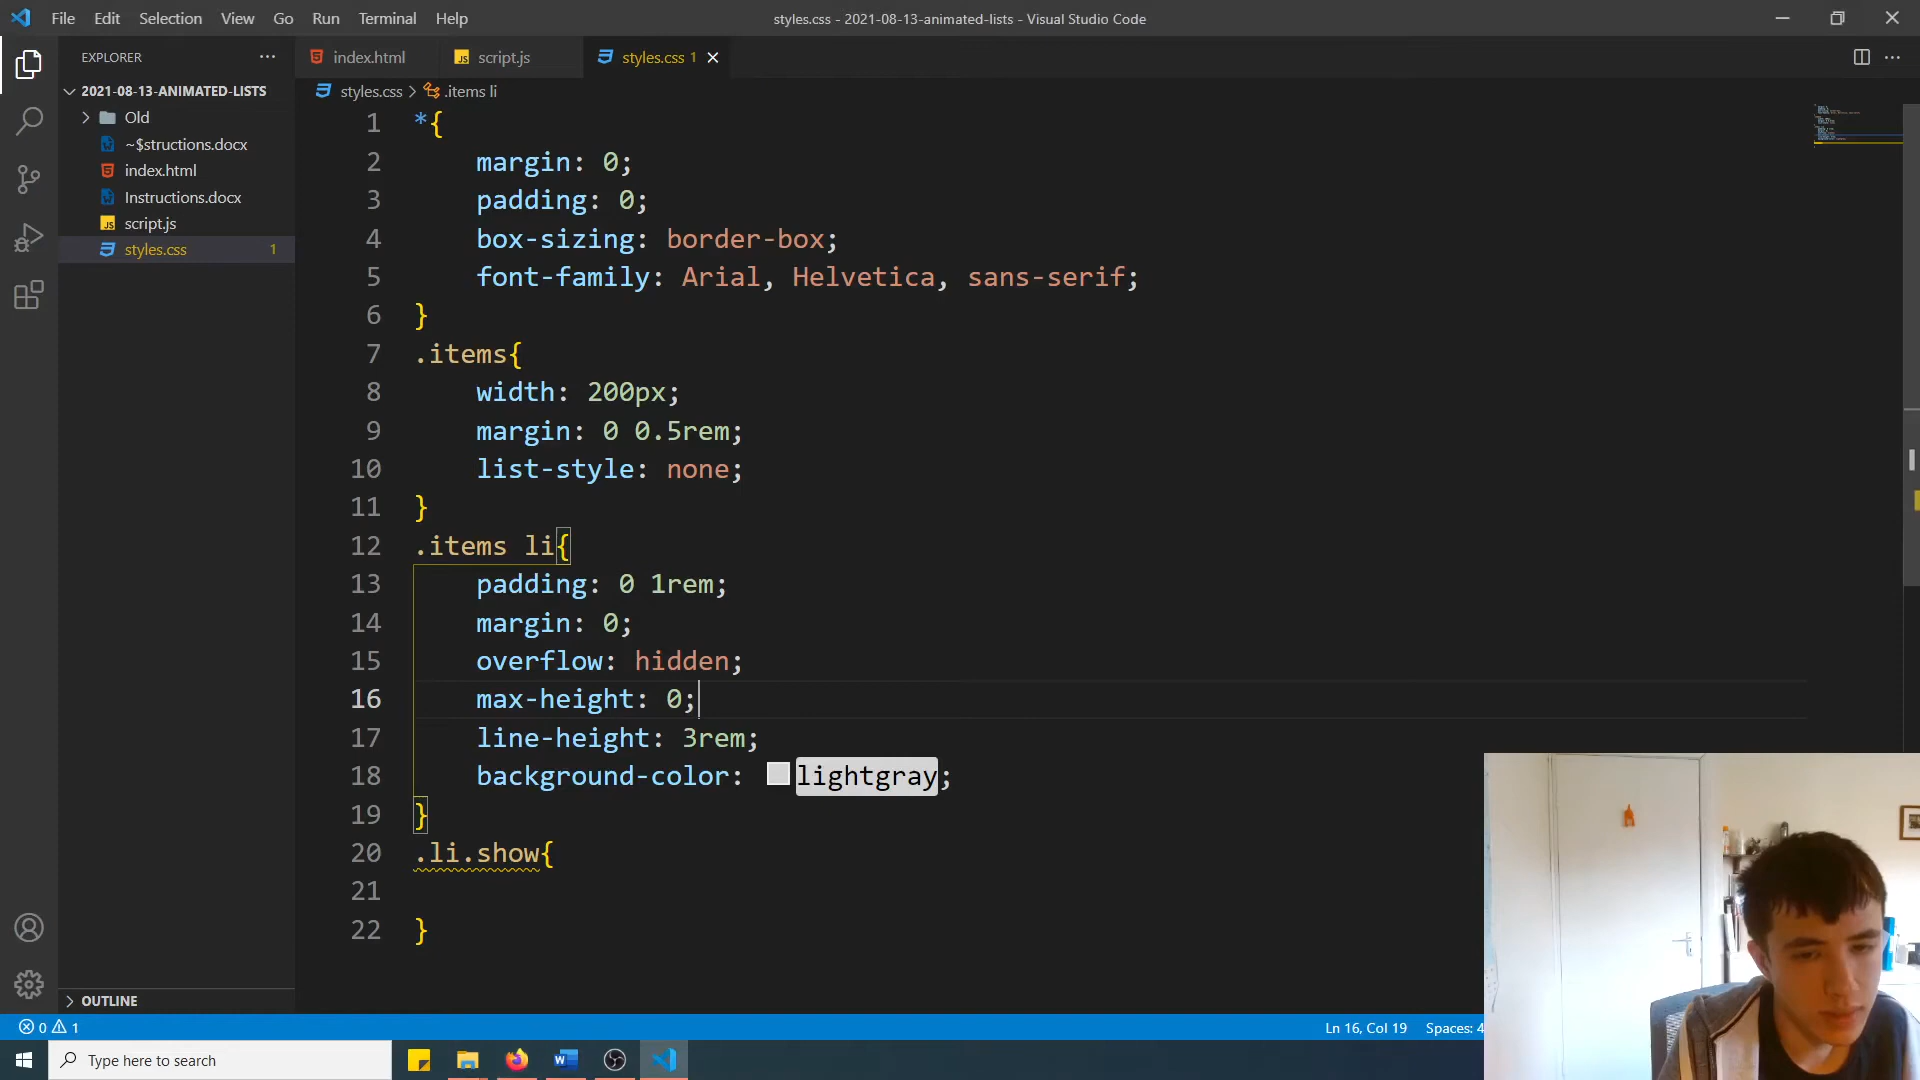 File Edit Selection View Go Run Terminal Help
styles.css - 2021-08-13-animated-lists - Visual Studio Code
EXPLORER
2021-08-13-ANIMATED-LISTS
Old
~$structions.docx
index.html
Instructions.docx
script.js
styles.css 1
OUTLINE
index.html script.js styles.css 1
styles.css > .items li
1 *{
2 margin: 0;
3 padding: 0;
4 box-sizing: border-box;
5 font-family: Arial, Helvetica, sans-serif;
6 }
7 .items{
8 width: 200px;
9 margin: 0 0.5rem;
10 list-style: none;
11 }
12 .items li{
13 padding: 0 1rem;
14 margin: 0;
15 overflow: hidden;
16 max-height: 0;
17 line-height: 3rem;
18 background-color: lightgray;
19 }
20 .li.show{
21
22 }
0 1 Ln 16, Col 19 Spaces: 4
Type here to search